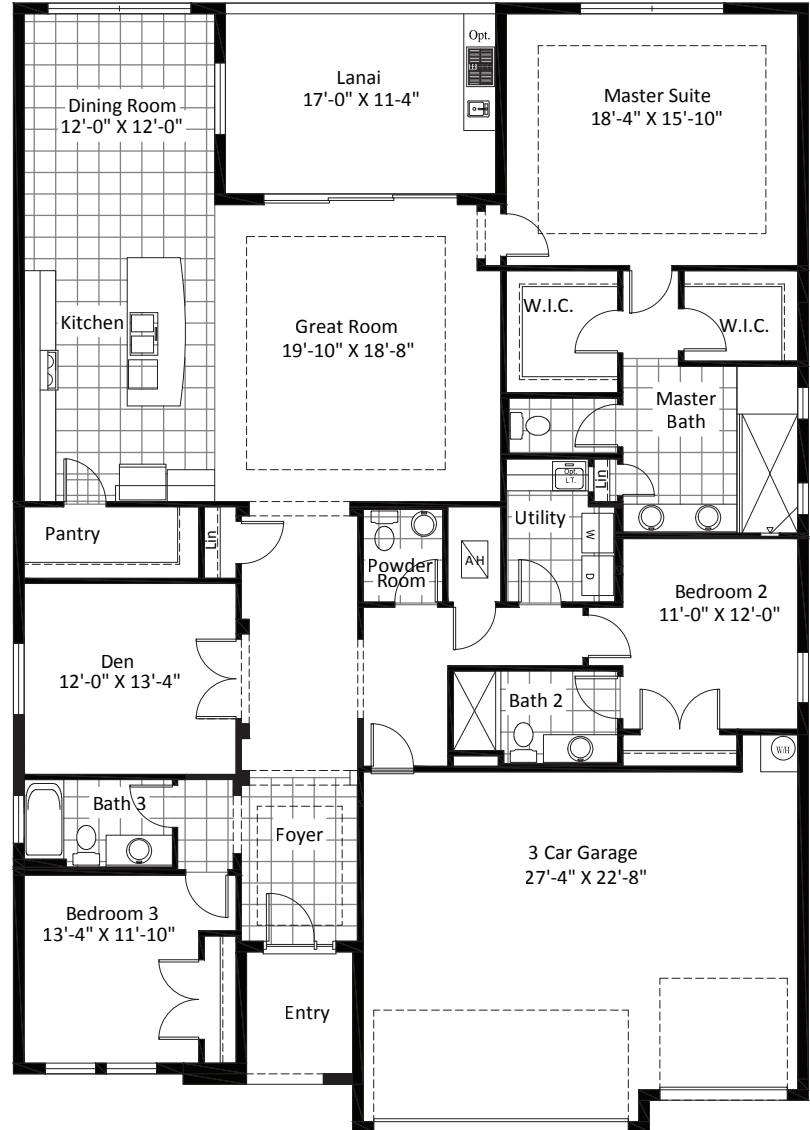 Opt.
Lanai
17'-0" X 11-4"
Dining Room
12'-0" X 12'-0"
Master Suite
18'-4" X 15'-10"
Kitchen
Great Room
19'-10" X 18'-8"
W.I.C.
W.I.C.
Master
Bath
Opt.
L.T.
Lin
Utility
W
D
Pantry
Lin
Powder
Room
AH
Bedroom 2
11'-0" X 12'-0"
Den
12'-0" X 13'-4"
Bath 2
W/H
Bath 3
Foyer
3 Car Garage
27'-4" X 22'-8"
Bedroom 3
13'-4" X 11'-10"
Entry